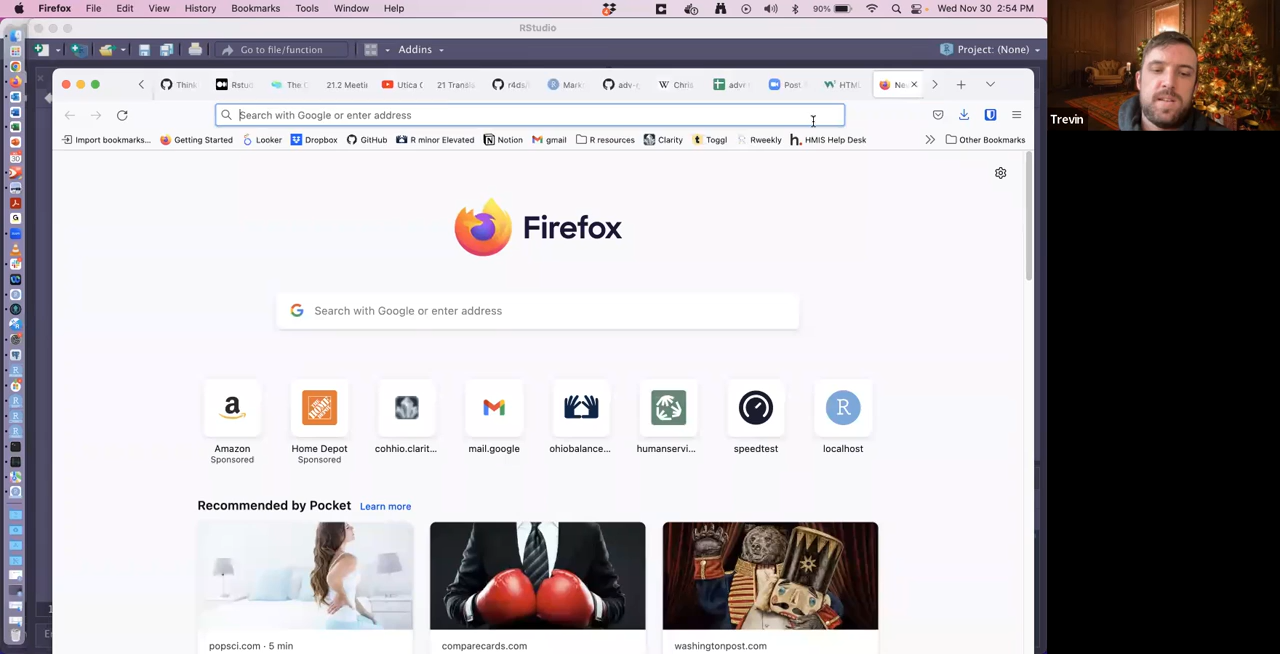 Firefox File Edit View History Bookmarks Tools Window Help 90% Wed Nov 30 2:54 PM
RStudio
Go to file/function Addins Project: (None)
Think Rstud The C 21.2 Meeti Utica C 21 Transla r4ds/ Mark adv- Chris advr Post HTML Ne
Search with Google or enter address
Import bookmarks... Getting Started Looker Dropbox GitHub R minor Elevated Notion gmail R resources Clarity Toggl Rweekly HMIS Help Desk Other Bookmarks
Trevin
Firefox
Search with Google or enter address
Amazon Home Depot cohhio.clarit... mail.google ohiobalance... humanservi... speedtest localhost
Sponsored Sponsored
Recommended by Pocket Learn more
popsci.com · 5 min comparecards.com washingtonpost.com